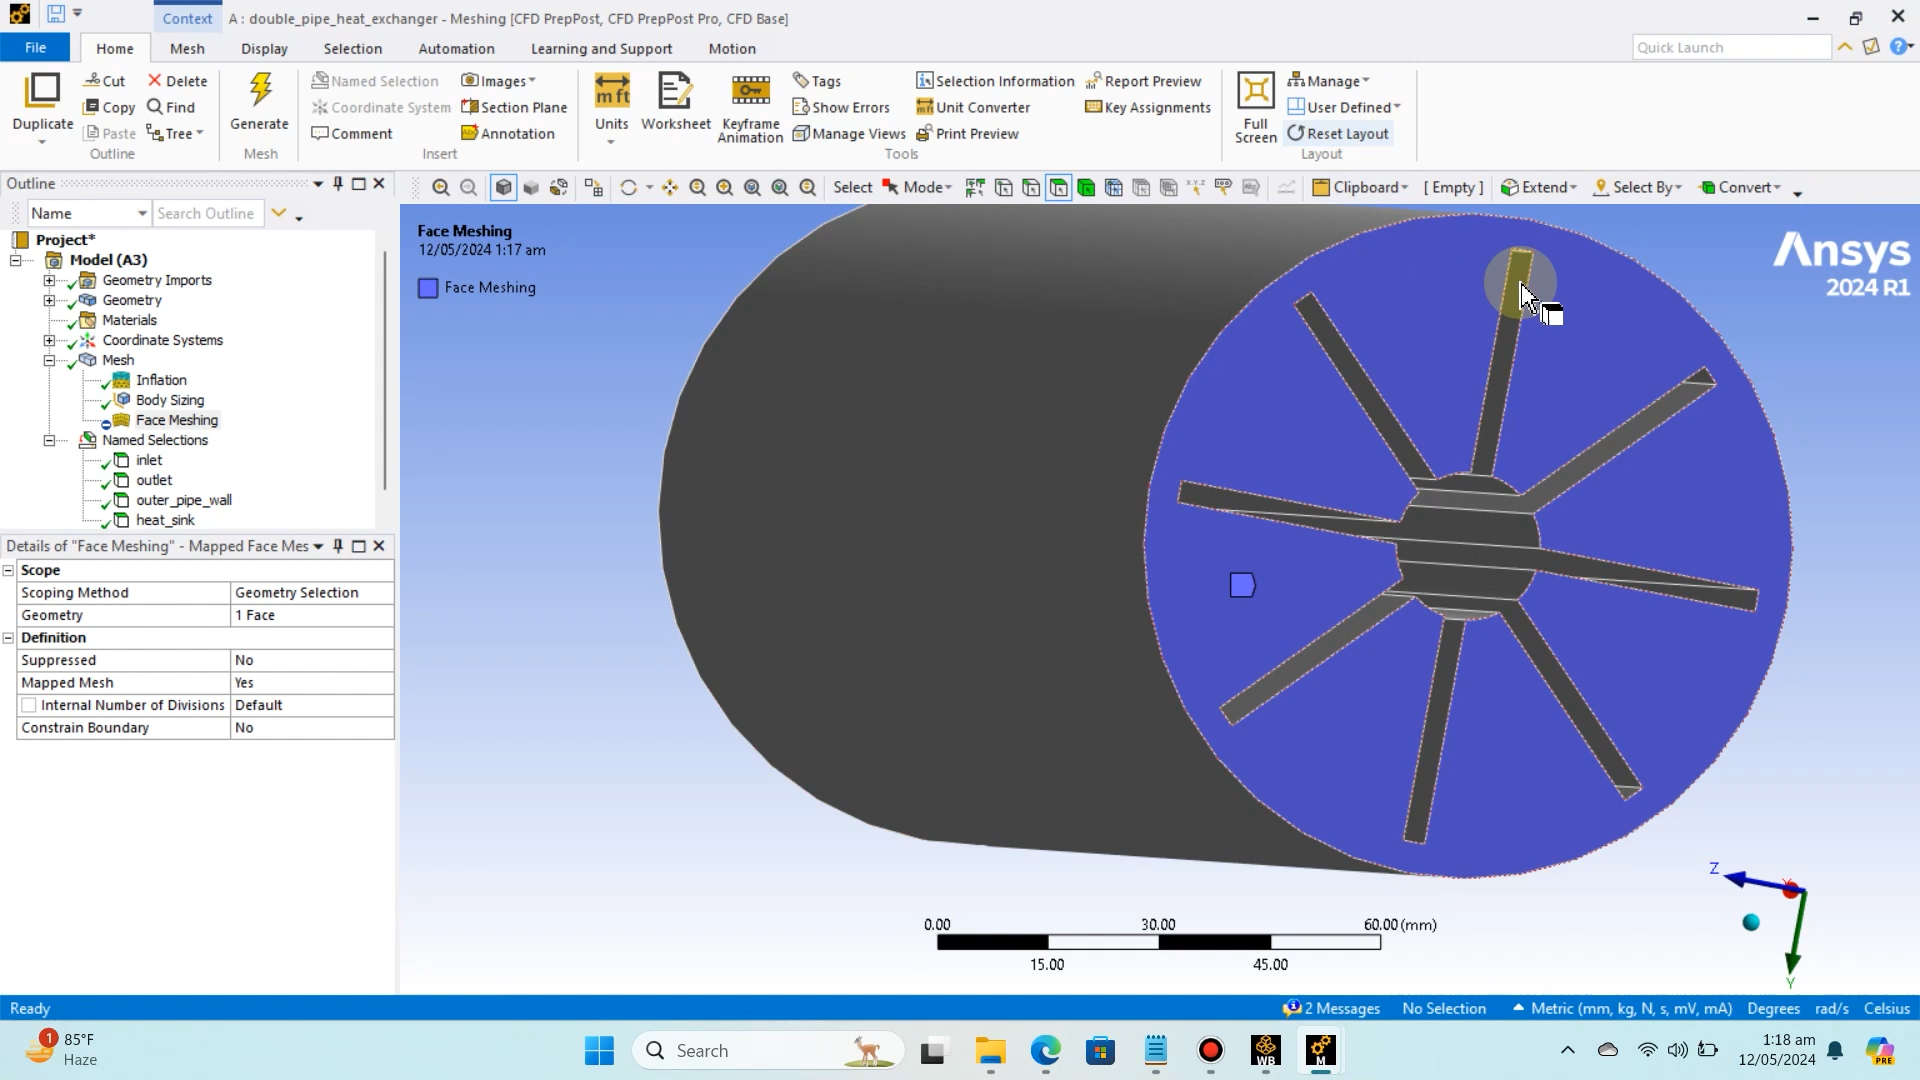 Context
A : double_pipe_heat_exchanger - Meshing [CFD PrepPost, CFD PrepPost Pro, CFD Base]
File
Home
Mesh
Display
Selection
Automation
Learning and Support
Motion
Quick Launch
Duplicate
Cut
Copy
Paste
Delete
Find
Tree
Outline
Generate
Mesh
Named Selection
Coordinate System
Comment
Images
Section Plane
Annotation
Insert
Units
Worksheet
Keyframe
Animation
Tags
Show Errors
Manage Views
Selection Information
Unit Converter
Print Preview
Report Preview
Key Assignments
Tools
Full
Screen
Manage
User Defined
Reset Layout
Layout
Outline
Select
Mode
Clipboard
[ Empty ]
Extend
Select By
Convert
Name
Search Outline
Project*
Model (A3)
Geometry Imports
Geometry
Materials
Coordinate Systems
Mesh
Inflation
Body Sizing
Face Meshing
Named Selections
inlet
outlet
outer_pipe_wall
heat_sink
Details of "Face Meshing" - Mapped Face Mes
Scope
Scoping Method Geometry Selection
Geometry 1 Face
Definition
Suppressed No
Mapped Mesh Yes
Internal Number of Divisions Default
Constrain Boundary No
Face Meshing
12/05/2024 1:17 am
Face Meshing
Ansys
2024 R1
Z
X
Y
0.00 30.00 60.00 (mm)
15.00 45.00
Ready
2 Messages
No Selection
Metric (mm, kg, N, s, mV, mA)
Degrees
rad/s
Celsius
1
85°F
Haze
Search
WB
M
1:18 am
12/05/2024
PRE